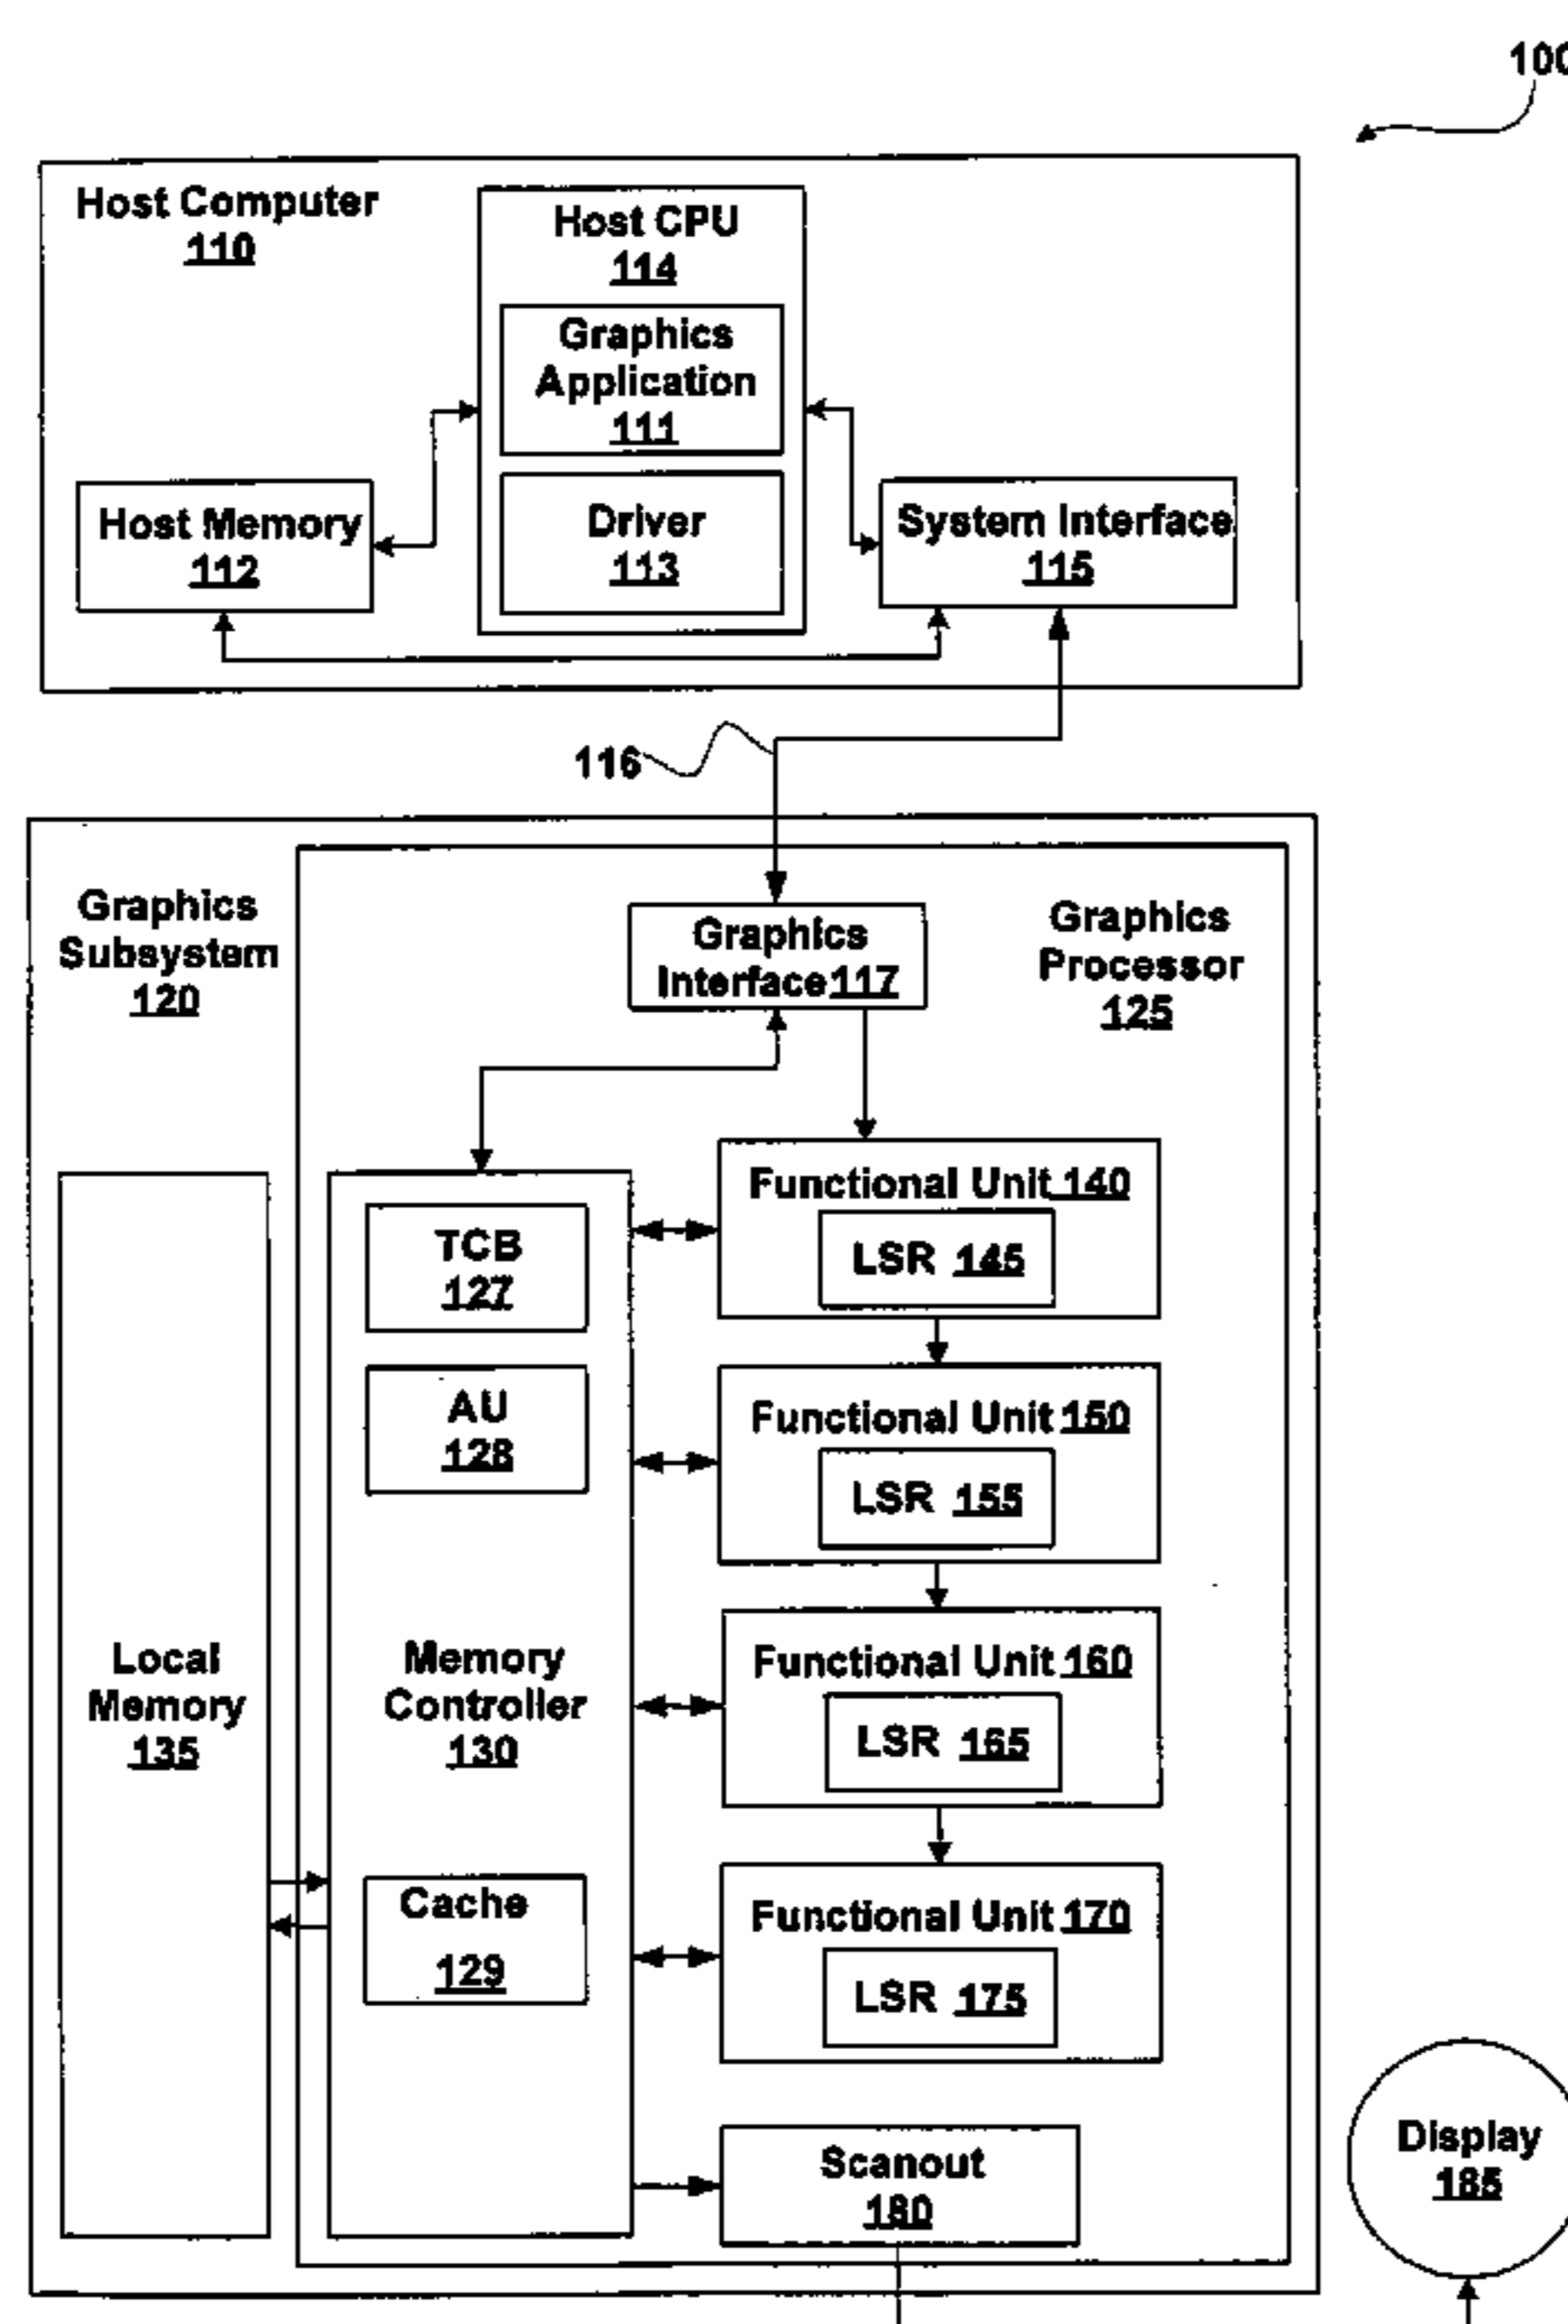 100
Host Computer
110
Host CPU
114
Graphics
Application
111
Driver
113
Host Memory
112
System Interface
115
116
Graphics
Subsystem
120
Graphics
Interface 117
Graphics
Processor
125
TCB
127
AU
128
Memory
Controller
130
Cache
129
Local
Memory
135
Functional Unit 140
LSR 145
Functional Unit 150
LSR 155
Functional Unit 160
LSR 165
Functional Unit 170
LSR 175
Scanout
180
Display
185